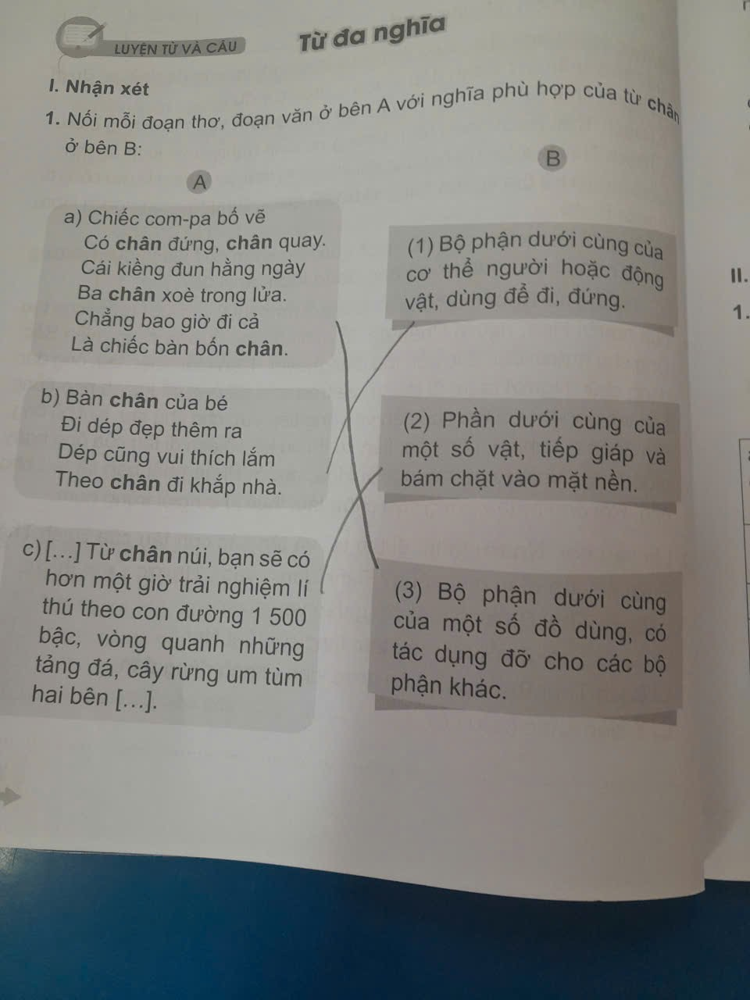 LUYỆN TỪ VÀ CÂU
Từ đa nghĩa
I. Nhận xét
1. Nối mỗi đoạn thơ, đoạn văn ở bên A với nghĩa phù hợp của từ chân
ở bên B:
A
a) Chiếc com-pa bố vẽ
Có chân đứng, chân quay.
Cái kiềng đun hằng ngày
Ba chân xoè trong lửa.
Chẳng bao giờ đi cả
Là chiếc bàn bốn chân.
b) Bàn chân của bé
Đi dép đẹp thêm ra
Dép cũng vui thích lắm
Theo chân đi khắp nhà.
c) [...] Từ chân núi, bạn sẽ có
hơn một giờ trải nghiệm lí
thú theo con đường 1 500
bậc, vòng quanh những
tảng đá, cây rừng um tùm
hai bên [...].
B
(1) Bộ phận dưới cùng của
cơ thể người hoặc động
vật, dùng để đi, đứng.
(2) Phần dưới cùng của
một số vật, tiếp giáp và
bám chặt vào mặt nền.
(3) Bộ phận dưới cùng
của một số đồ dùng, có
tác dụng đỡ cho các bộ
phận khác.
II.
1.